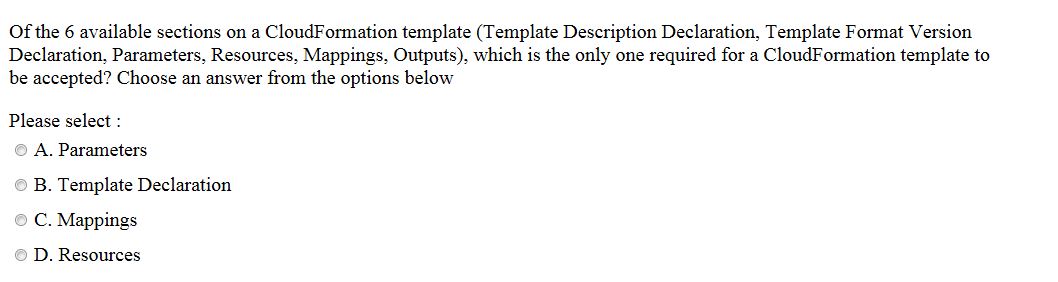 Of the 6 available sections on a CloudFormation template (Template Description Declaration, Template Format Version
Declaration, Parameters, Resources, Mappings, Outputs), which is the only one required for a CloudFormation template to
be accepted? Choose an answer from the options below
Please select :
A. Parameters
B. Template Declaration
C. Mappings
D. Resources